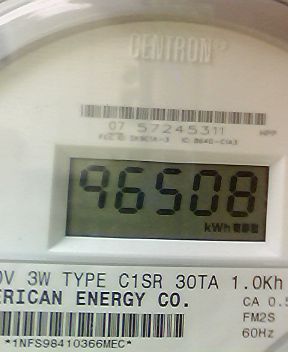 CENTRON®
07 57245311
96508
kWh
0V 3W TYPE C1SR 30TA 1.0Kh
ERICAN ENERGY CO.
CA 0.5
FM2S
60Hz
*1NFS98410366MEC*